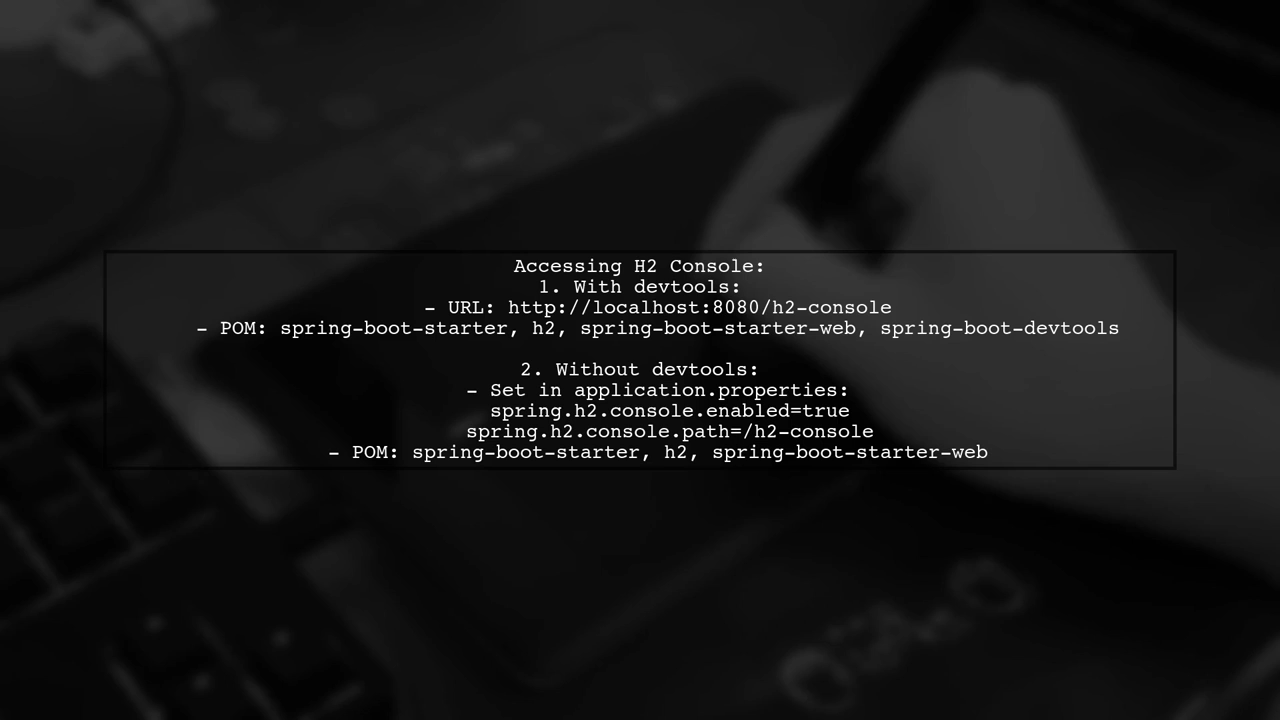 Accessing H2 Console:
1. With devtools:
- URL: http://localhost:8080/h2-console
- POM: spring-boot-starter, h2, spring-boot-starter-web, spring-boot-devtools
2. Without devtools:
- Set in application.properties:
spring.h2.console.enabled=true
spring.h2.console.path=/h2-console
- POM: spring-boot-starter, h2, spring-boot-starter-web